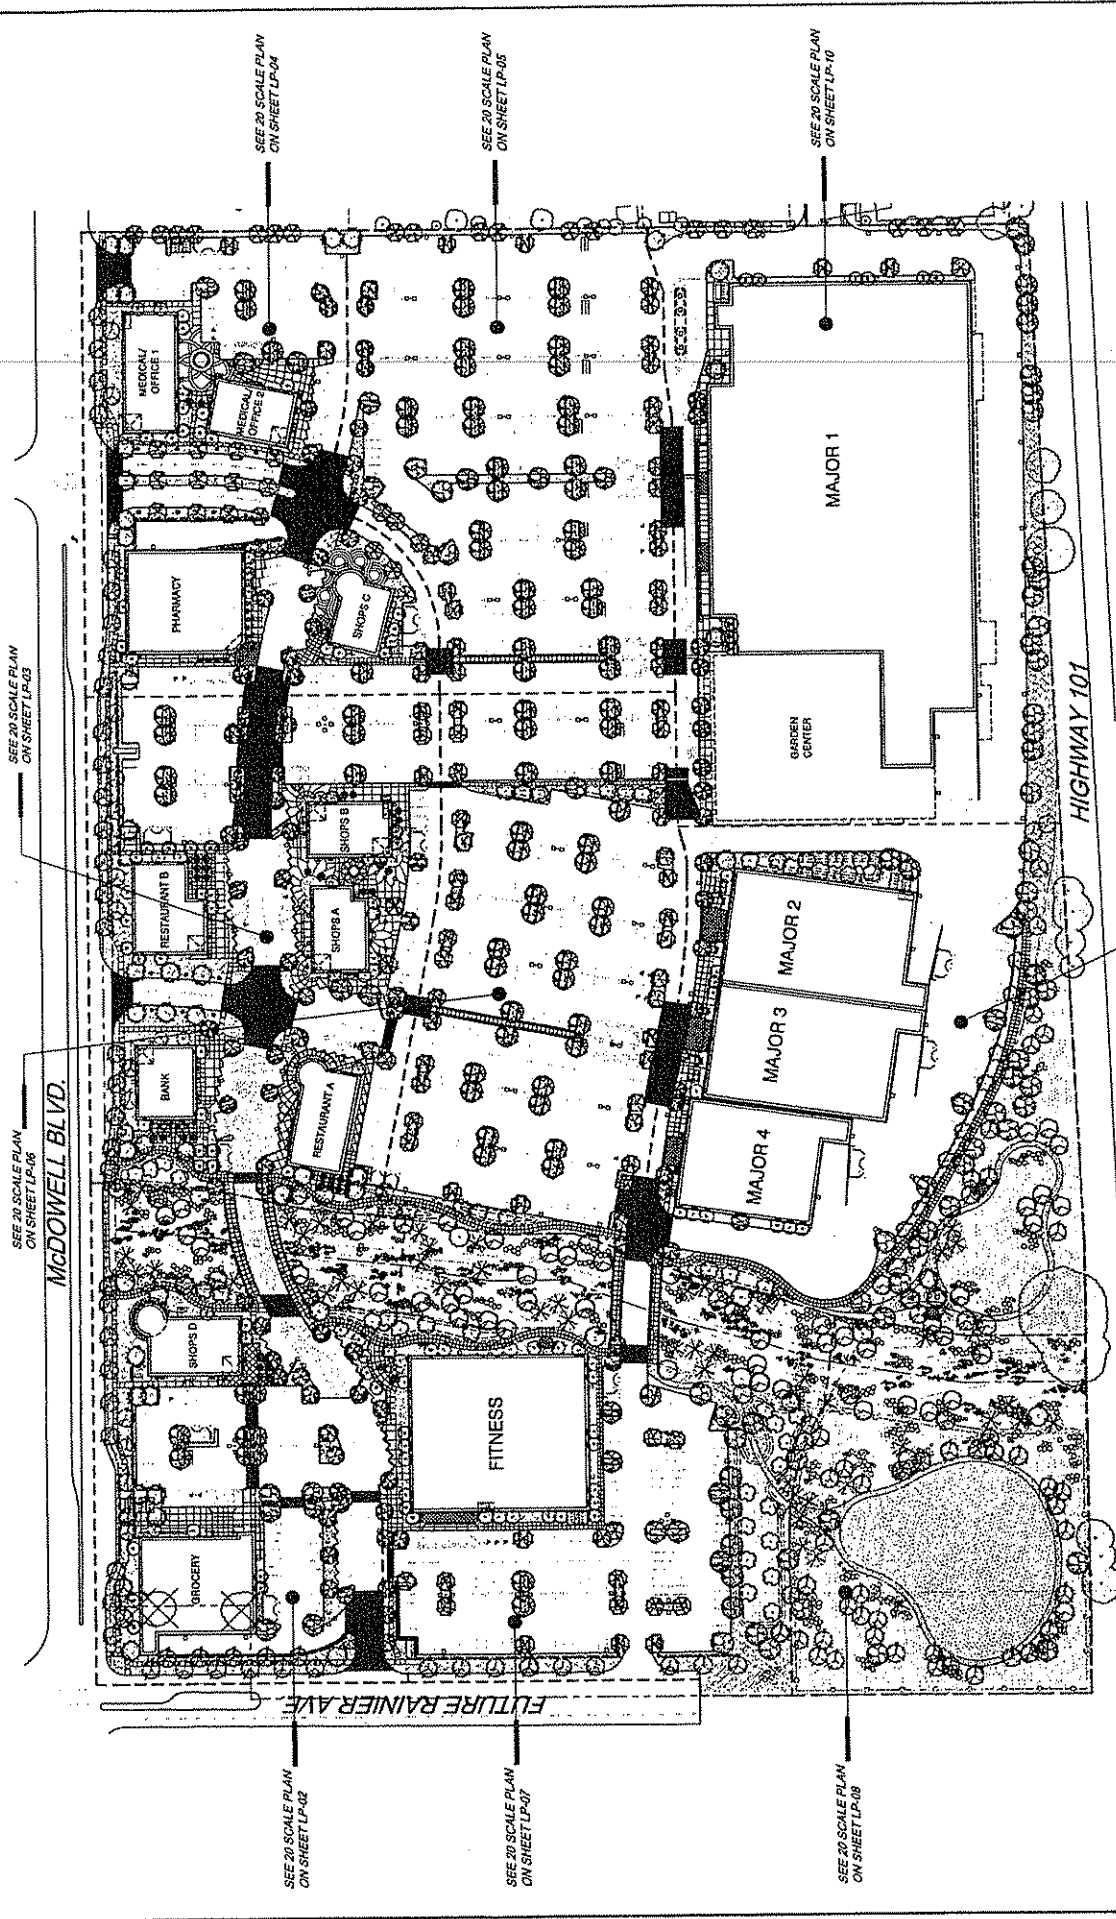 SEE 20 SCALE PLAN
ON SHEET LP-04
SEE 20 SCALE PLAN
ON SHEET LP-05
SEE 20 SCALE PLAN
ON SHEET LP-10
SEE 20 SCALE PLAN
ON SHEET LP-03
SEE 20 SCALE PLAN
ON SHEET LP-06
McDOWELL BLVD.
MEDICAL/
OFFICE 1
MEDICAL/
OFFICE 2
PHARMACY
SHOPS C
MAJOR 1
GARDEN
CENTER
HIGHWAY 101
RESTAURANT B
SHOPS B
SHOPS A
MAJOR 2
MAJOR 3
MAJOR 4
BANK
RESTAURANT A
SHOPS D
FITNESS
GROCERY
FUTURE RAINIER AVE
SEE 20 SCALE PLAN
ON SHEET LP-02
SEE 20 SCALE PLAN
ON SHEET LP-07
SEE 20 SCALE PLAN
ON SHEET LP-08